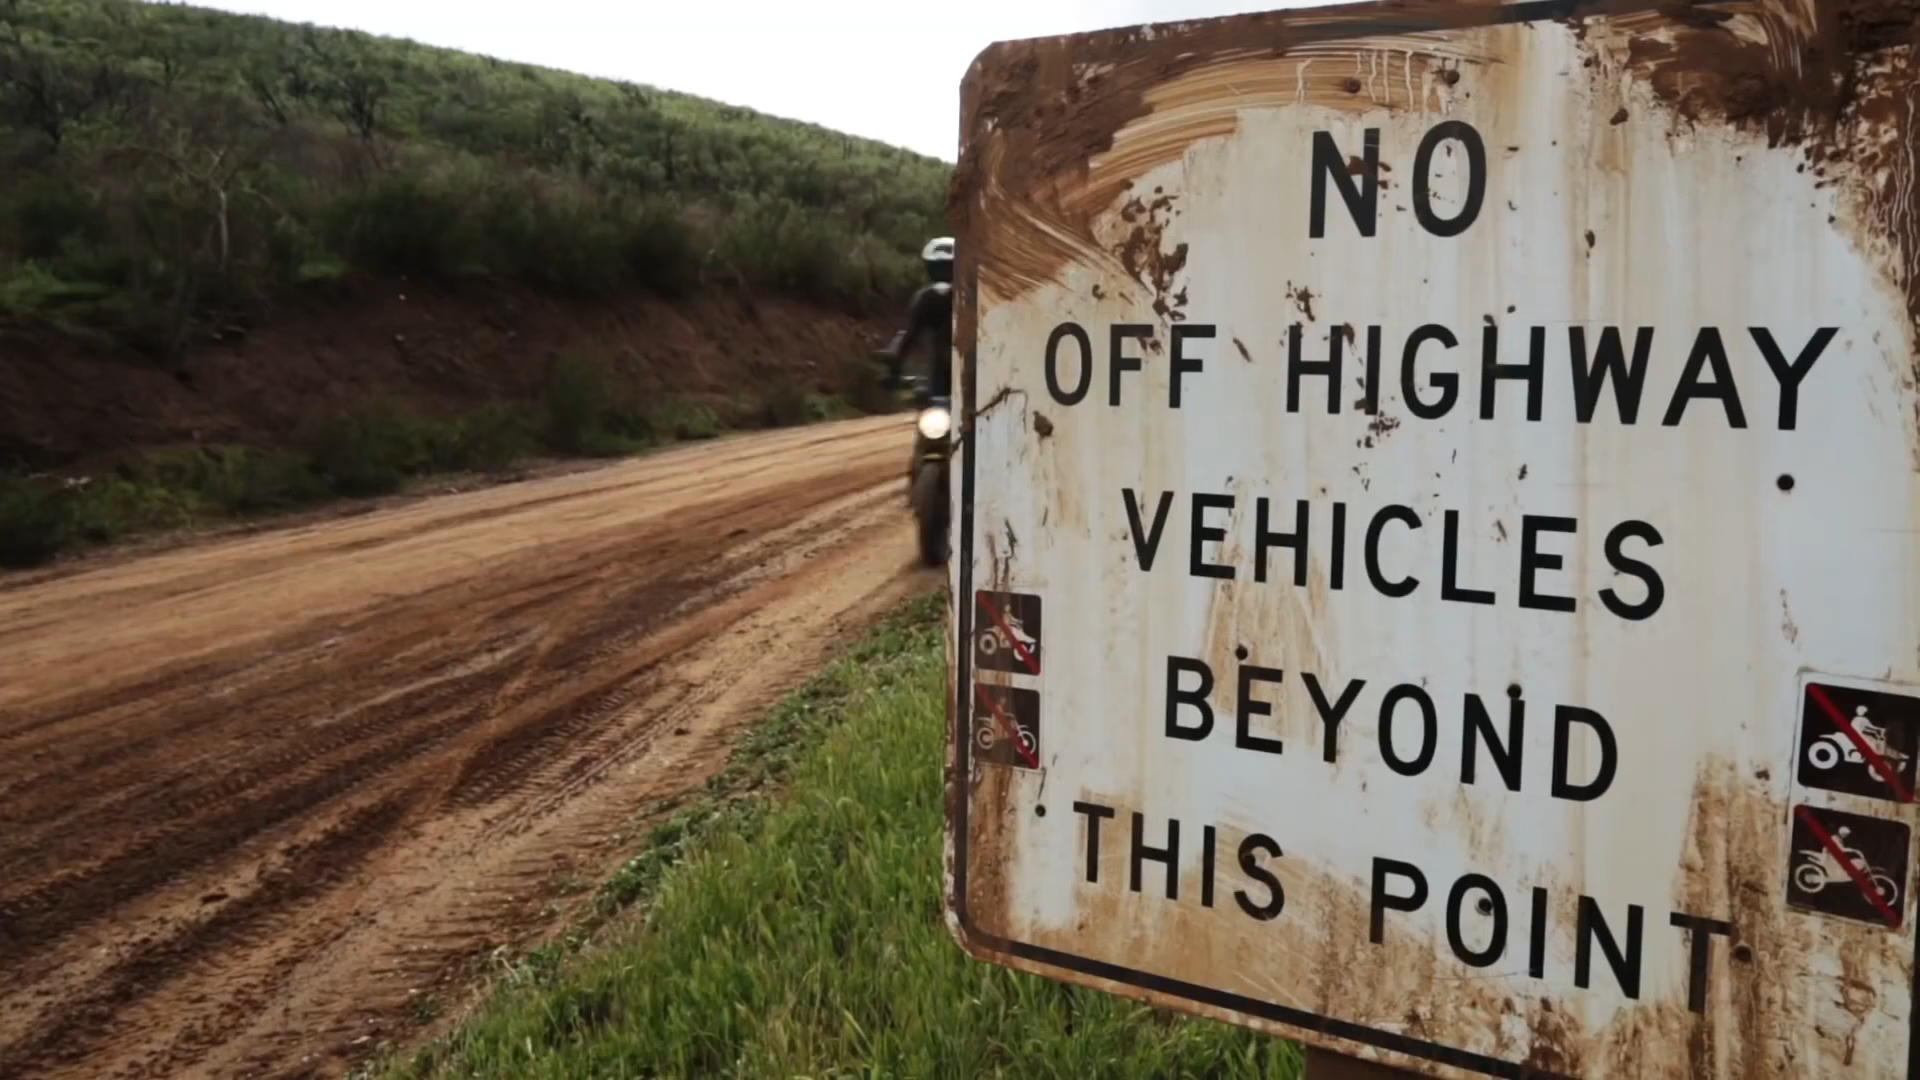 NO
OFF HIGHWAY
VEHICLES
BEYOND
THIS POINT